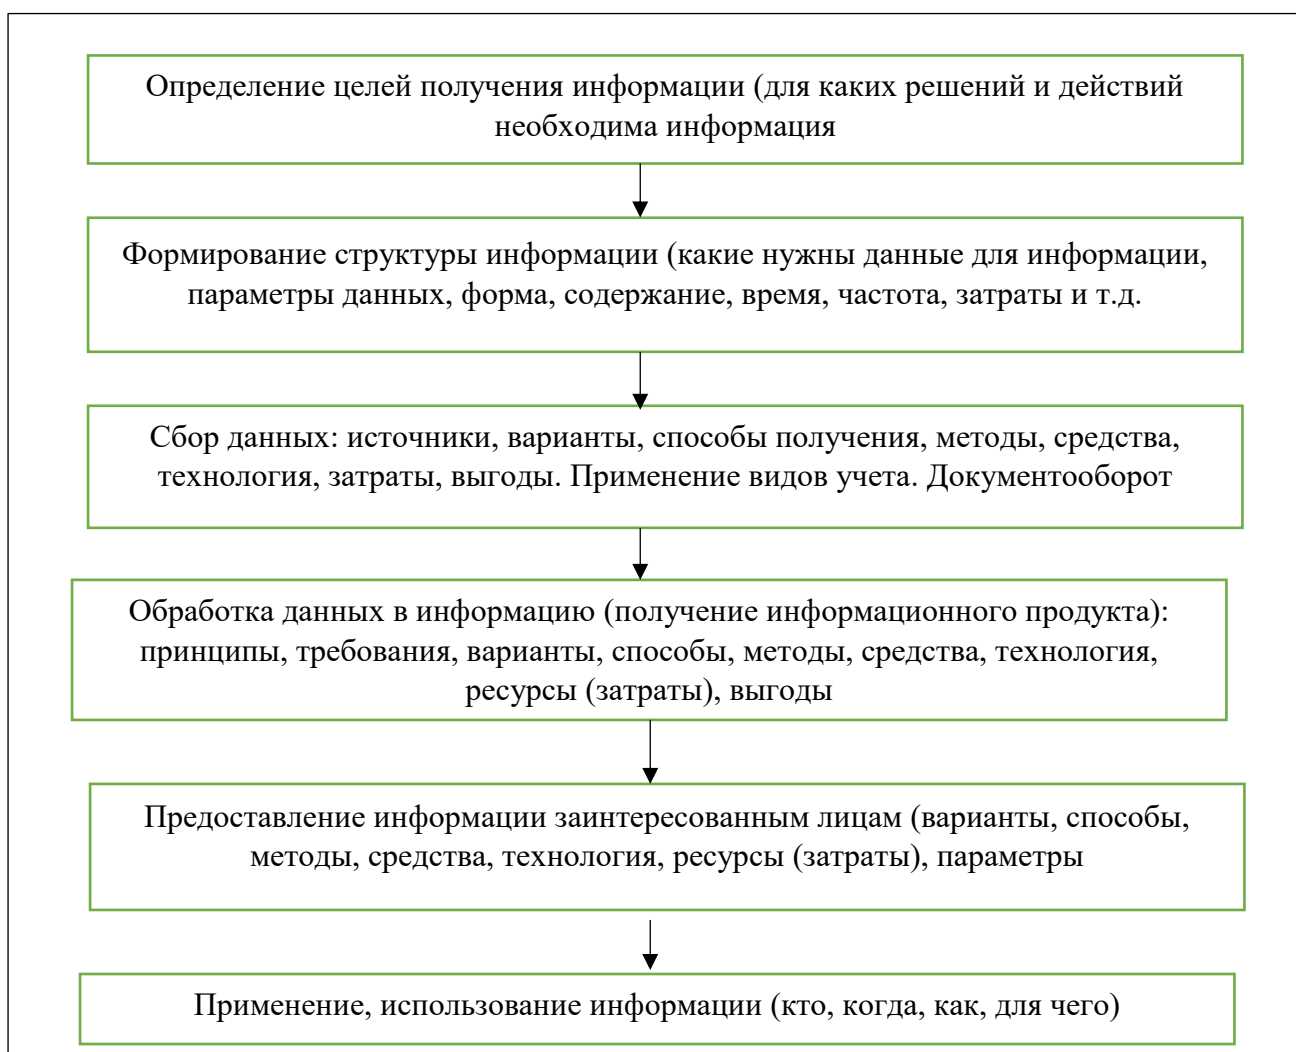 Определение целей получения информации (для каких решений и действий
необходима информация
Формирование структуры информации (какие нужны данные для информации,
параметры данных, форма, содержание, время, частота, затраты и т.д.
Сбор данных: источники, варианты, способы получения, методы, средства,
технология, затраты, выгоды. Применение видов учета. Документооборот
Обработка данных в информацию (получение информационного продукта):
принципы, требования, варианты, способы, методы, средства, технология,
ресурсы (затраты), выгоды
Предоставление информации заинтересованным лицам (варианты, способы,
методы, средства, технология, ресурсы (затраты), параметры
Применение, использование информации (кто, когда, как, для чего)